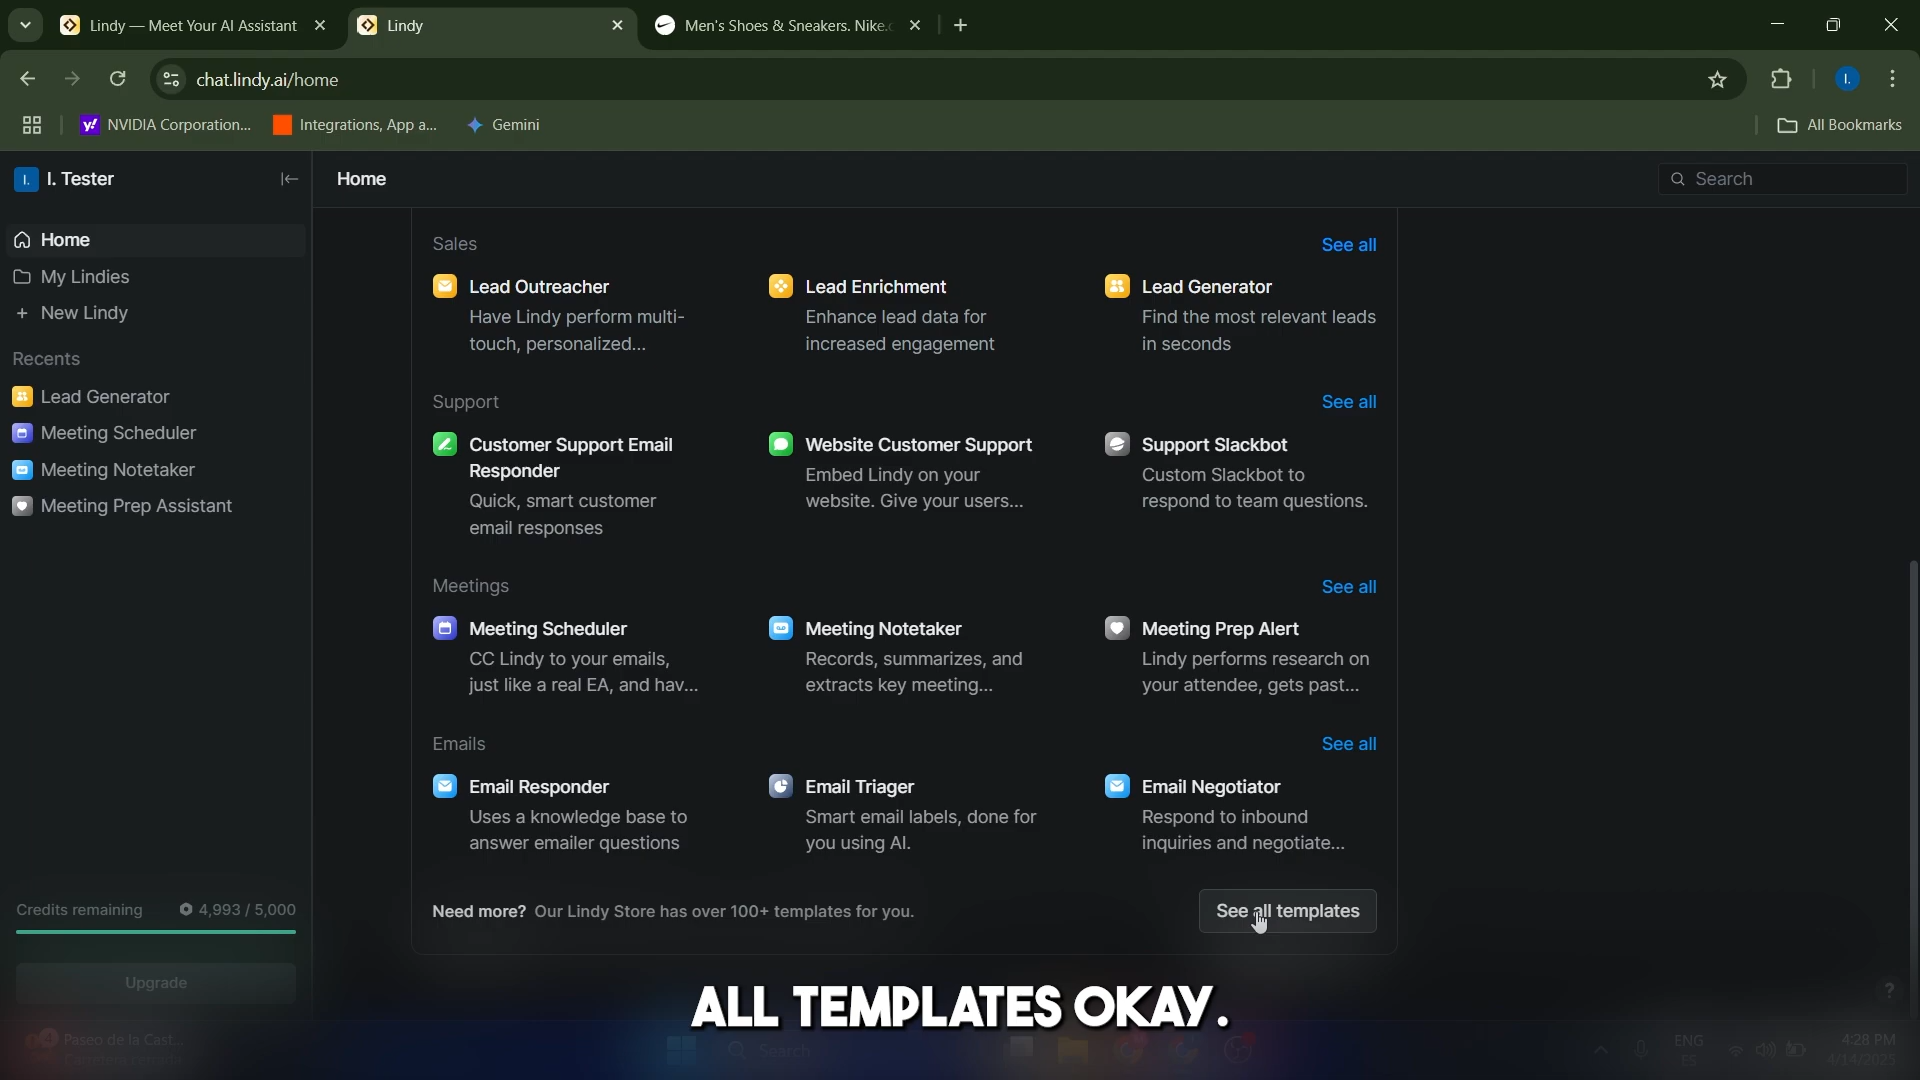 Lindy — Meet Your AI Assistant
Lindy
Men's Shoes & Sneakers. Nike.c
chat.lindy.ai/home
I.
y!
NVIDIA Corporation...
Integrations, App a...
Gemini
All Bookmarks
I.
I. Tester
Home
Search
Home
My Lindies
+ New Lindy
Recents
Lead Generator
Meeting Scheduler
Meeting Notetaker
Meeting Prep Assistant
Sales
See all
Lead Outreacher
Have Lindy perform multi-
touch, personalized...
Lead Enrichment
Enhance lead data for
increased engagement
Lead Generator
Find the most relevant leads
in seconds
Support
See all
Customer Support Email
Responder
Quick, smart customer
email responses
Website Customer Support
Embed Lindy on your
website. Give your users...
Support Slackbot
Custom Slackbot to
respond to team questions.
Meetings
See all
Meeting Scheduler
CC Lindy to your emails,
just like a real EA, and hav...
Meeting Notetaker
Records, summarizes, and
extracts key meeting...
Meeting Prep Alert
Lindy performs research on
your attendee, gets past...
Emails
See all
Email Responder
Uses a knowledge base to
answer emailer questions
Email Triager
Smart email labels, done for
you using AI.
Email Negotiator
Respond to inbound
inquiries and negotiate...
Need more? Our Lindy Store has over 100+ templates for you.
See all templates
Credits remaining
4,993 / 5,000
Upgrade
?
ALL TEMPLATES OKAY.
Paseo de la Cast...
Search
ENG
ES
4:28 PM
4/14/2025